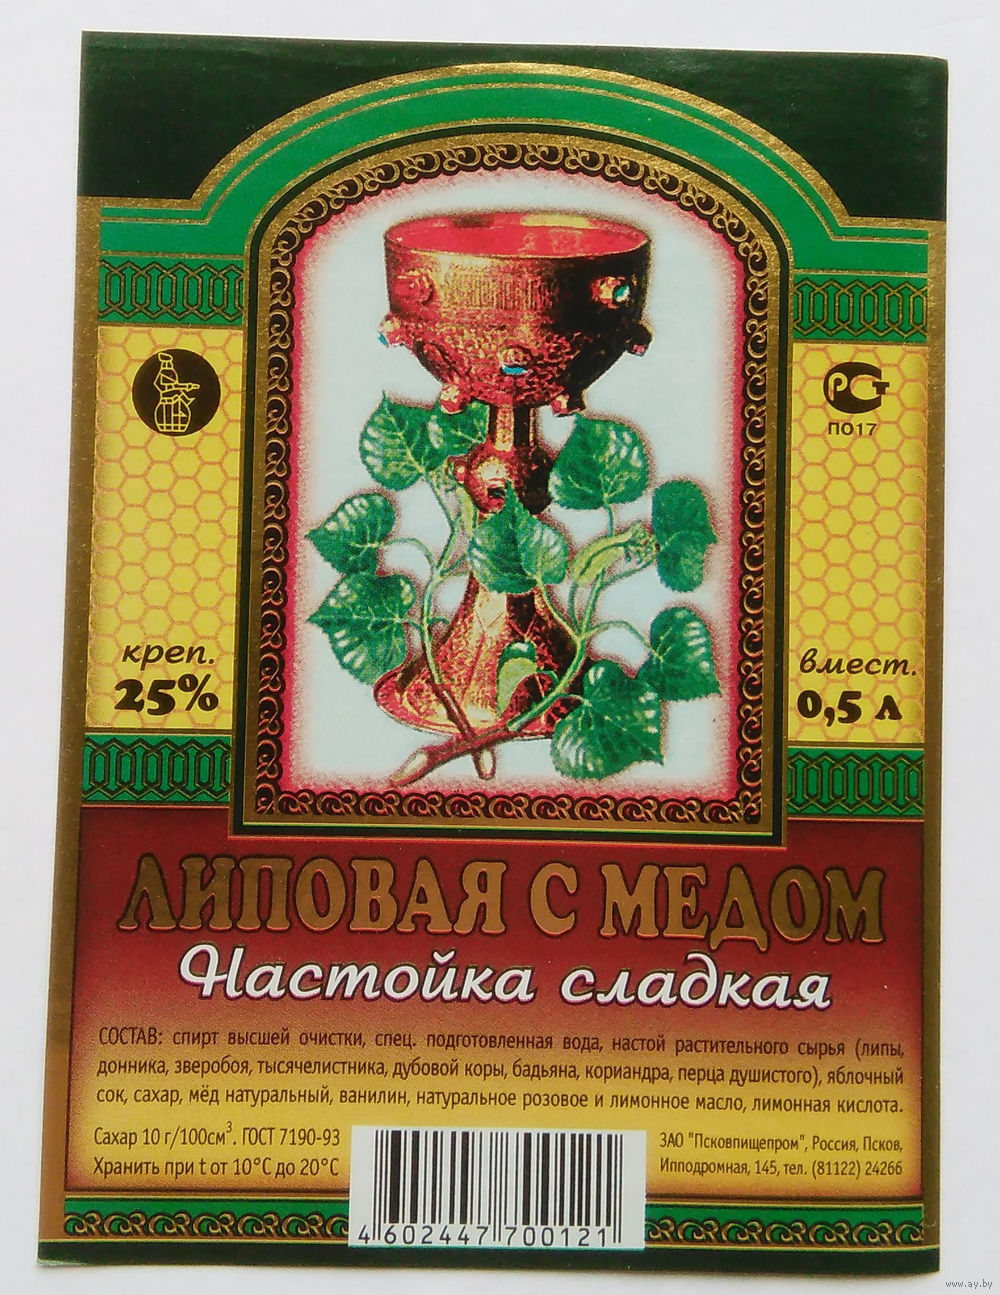 РСТ
ПО17
креп.
25%
вмест.
0,5 л
ЛИПОВАЯ С МЕДОМ
Настойка сладкая
СОСТАВ: спирт высшей очистки, спец. подготовленная вода, настой растительного сырья (липы,
донника, зверобоя, тысячелистника, дубовой коры, бадьяна, кориандра, перца душистого), яблочный
сок, сахар, мёд натуральный, ванилин, натуральное розовое и лимонное масло, лимонная кислота.
Сахар 10 г/100см³. ГОСТ 7190-93
Хранить при t от 10°С до 20°С
ЗАО "Псковпищепром", Россия, Псков,
Ипподромная, 145, тел. (81122) 24266
4 602447 700121
www.ay.by